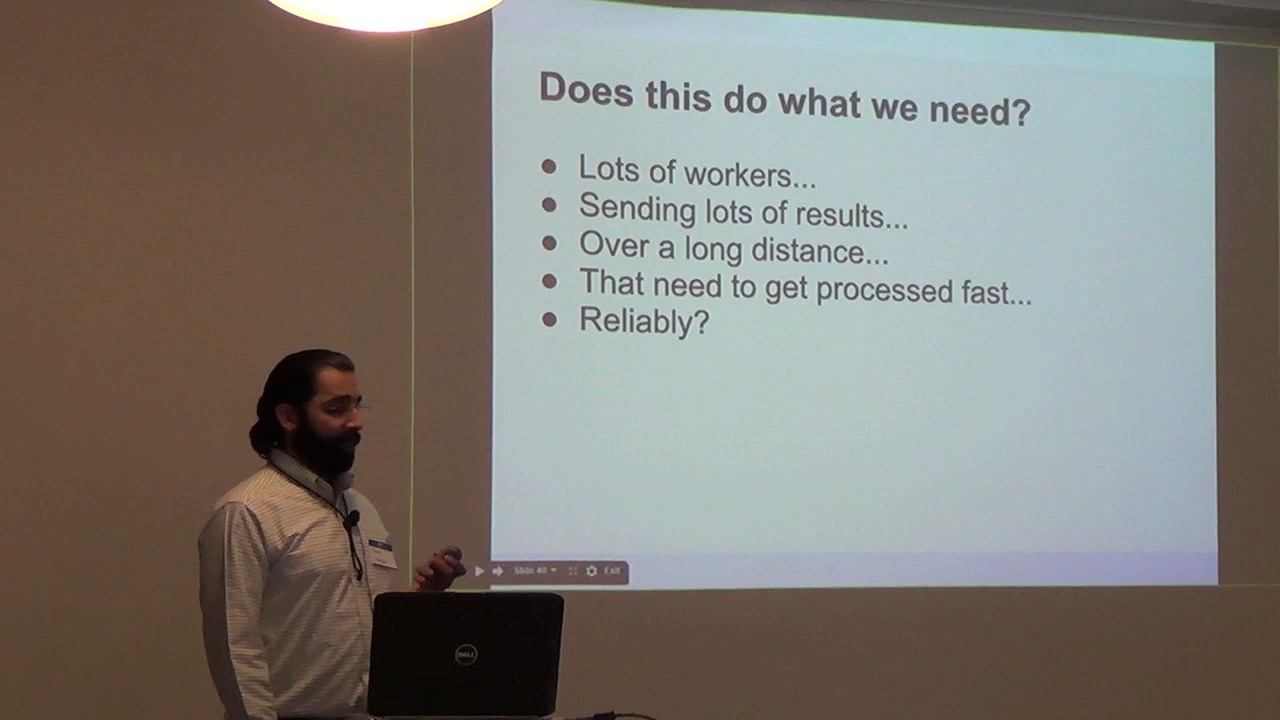 Does this do what we need?
● Lots of workers...
● Sending lots of results...
● Over a long distance...
● That need to get processed fast...
● Reliably?
Slide 40 Exit
DELL